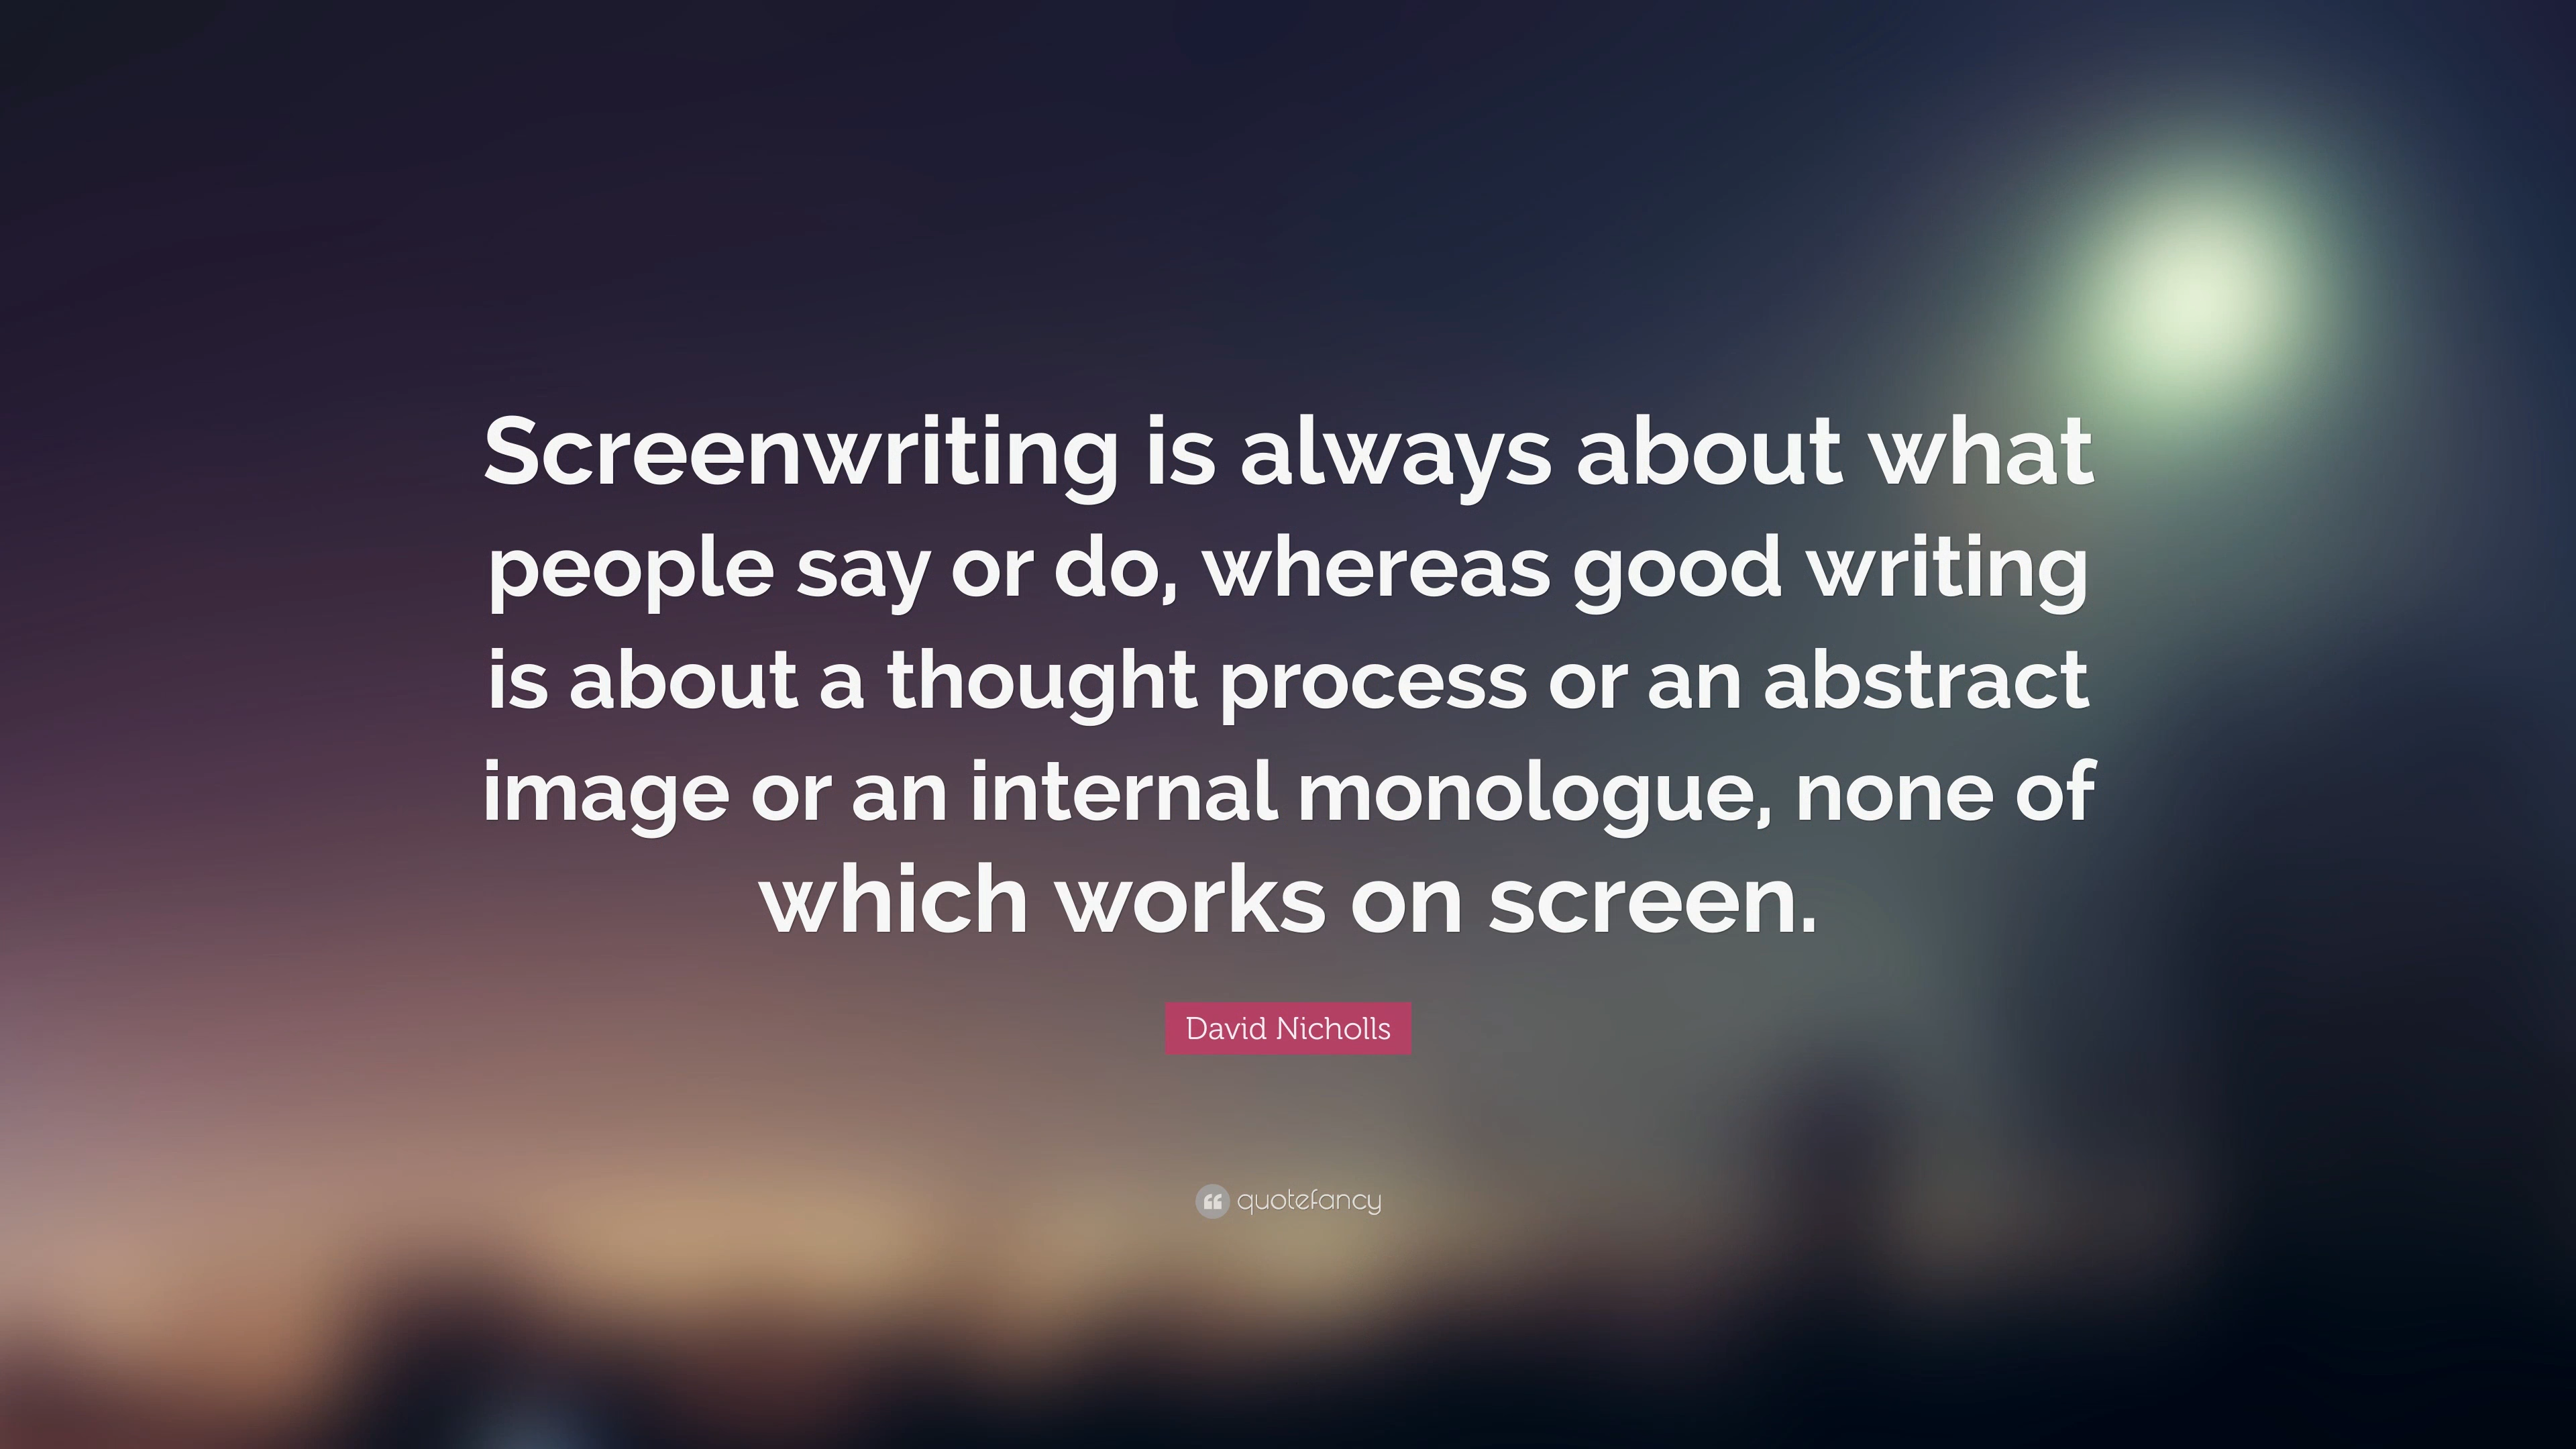 Screenwriting is always about what
people say or do, whereas good writing
is about a thought process or an abstract
image or an internal monologue, none of
which works on screen.
David Nicholls
quotefancy